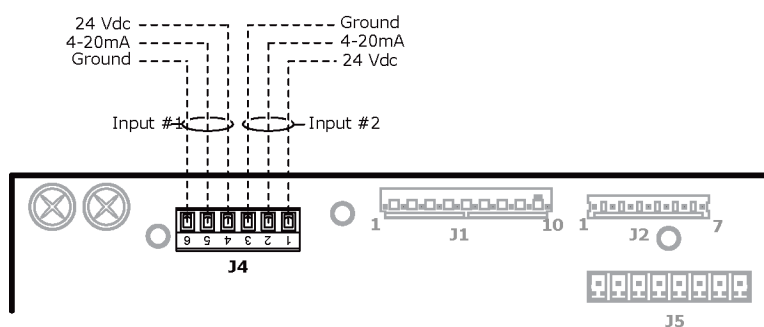 24 Vdc
4-20mA
Ground
Ground
4-20mA
24 Vdc
Input #1
Input #2
6 5 4 3 2 1
J4
1
J1
10
1
J2
7
J5